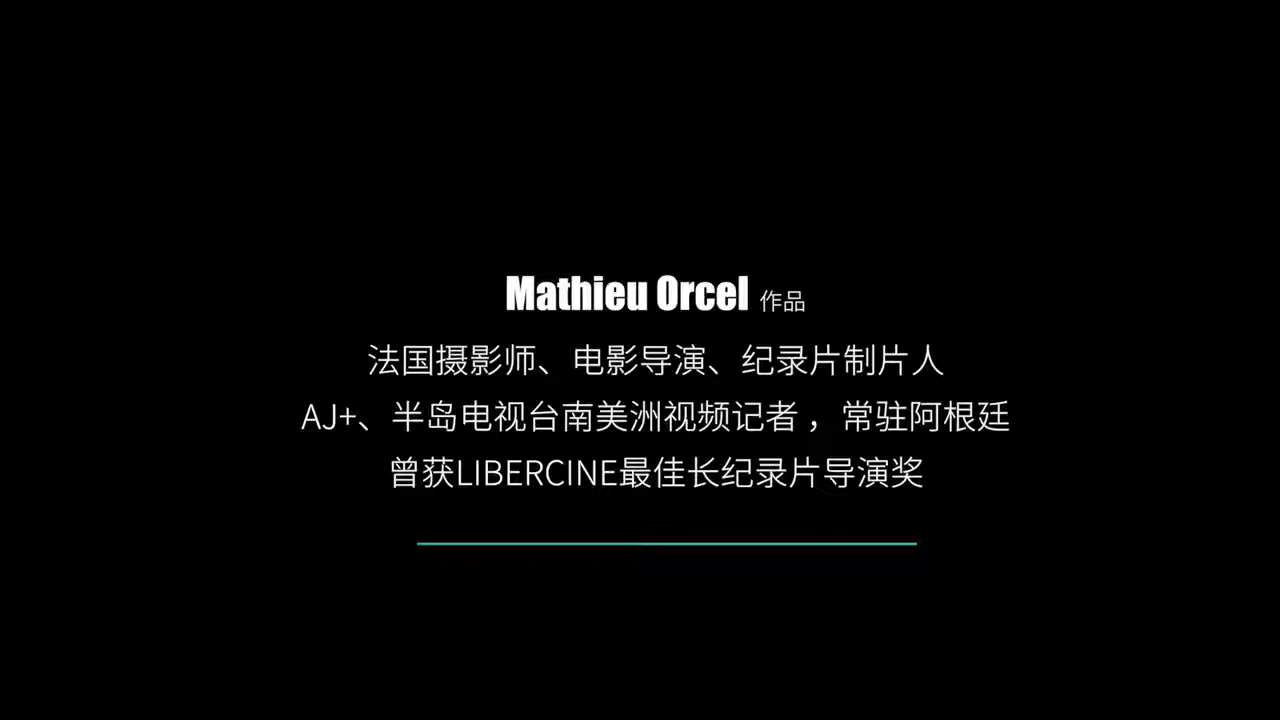 Mathieu Orcel 作品
法国摄影师、电影导演、纪录片制片人
AJ+、半岛电视台南美洲视频记者，常驻阿根廷
曾获LIBERCINE最佳长纪录片导演奖